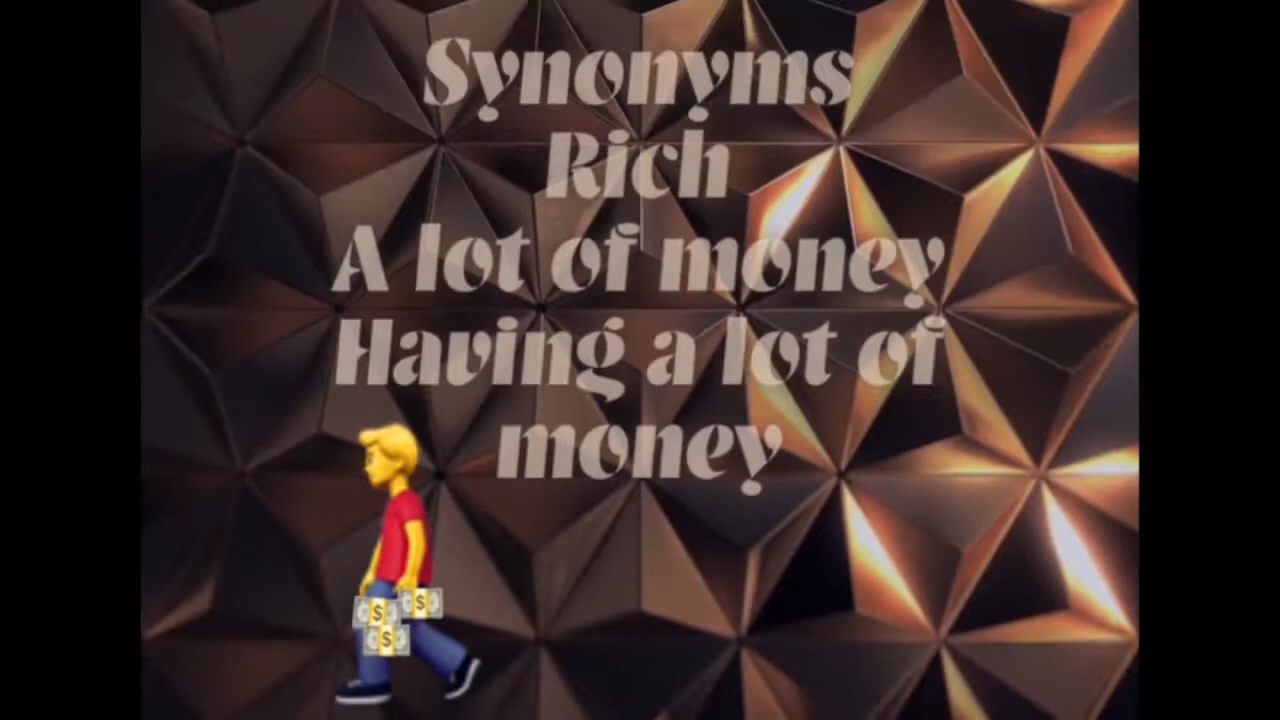 Synonyms
Rich
A lot of money
Having a lot of
money
$
$
$